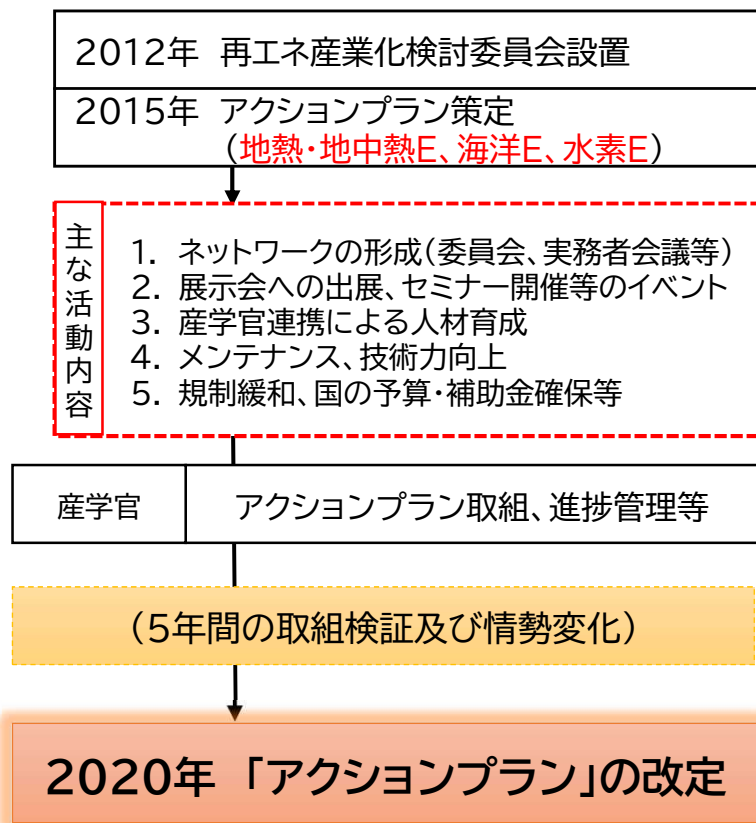 2012年 再エネ産業化検討委員会設置
2015年 アクションプラン策定
（地熱・地中熱E、海洋E、水素E）
主な活動内容
1. ネットワークの形成（委員会、実務者会議等）
2. 展示会への出展、セミナー開催等のイベント
3. 産学官連携による人材育成
4. メンテナンス、技術力向上
5. 規制緩和、国の予算・補助金確保等
産学官 アクションプラン取組、進捗管理等
（5年間の取組検証及び情勢変化）
2020年 「アクションプラン」の改定